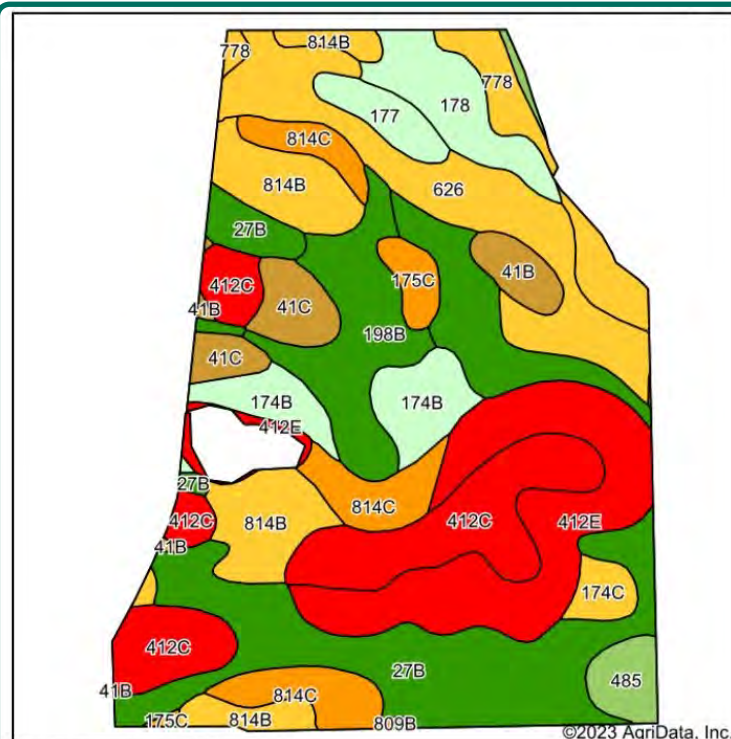 814B
778
778
177
178
814C
814B
626
27B
41B
412C
175C
41C
41B
198B
41C
174B
174B
412E
27B
814C
412C
814B
412C
412E
41B
174C
412C
27B
485
41B
814C
175C
814B
809B
©2023 AgriData, Inc.